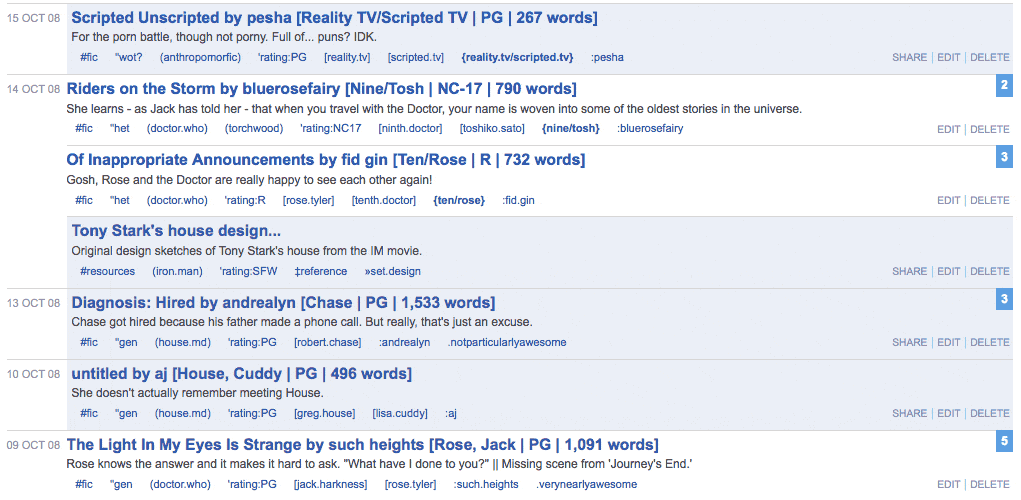 15 OCT 08 Scripted Unscripted by pesha [Reality TV/Scripted TV | PG | 267 words]
For the porn battle, though not porny. Full of... puns? IDK.
#fic "wot? (anthropomorfic) 'rating:PG [reality.tv] [scripted.tv] {reality.tv/scripted.tv} :pesha SHARE | EDIT | DELETE
14 OCT 08 Riders on the Storm by bluerosefairy [Nine/Tosh | NC-17 | 790 words] 2
She learns - as Jack has told her - that when you travel with the Doctor, your name is woven into some of the oldest stories in the universe.
#fic "het (doctor.who) (torchwood) 'rating:NC17 [ninth.doctor] [toshiko.sato] {nine/tosh} :bluerosefairy EDIT | DELETE
Of Inappropriate Announcements by fid gin [Ten/Rose | R | 732 words] 3
Gosh, Rose and the Doctor are really happy to see each other again!
#fic "het (doctor.who) 'rating:R [rose.tyler] [tenth.doctor] {ten/rose} :fid.gin EDIT | DELETE
Tony Stark's house design...
Original design sketches of Tony Stark's house from the IM movie.
#resources (iron.man) 'rating:SFW ‡reference »set.design SHARE | EDIT | DELETE
13 OCT 08 Diagnosis: Hired by andrealyn [Chase | PG | 1,533 words] 3
Chase got hired because his father made a phone call. But really, that's just an excuse.
#fic "gen (house.md) 'rating:PG [robert.chase] :andrealyn .notparticularlyawesome SHARE | EDIT | DELETE
10 OCT 08 untitled by aj [House, Cuddy | PG | 496 words]
She doesn't actually remember meeting House.
#fic "gen (house.md) 'rating:PG [greg.house] [lisa.cuddy] :aj SHARE | EDIT | DELETE
09 OCT 08 The Light In My Eyes Is Strange by such heights [Rose, Jack | PG | 1,091 words] 5
Rose knows the answer and it makes it hard to ask. "What have I done to you?" || Missing scene from 'Journey's End.'
#fic "gen (doctor.who) 'rating:PG [jack.harkness] [rose.tyler] :such.heights .verynearlyawesome EDIT | DELETE